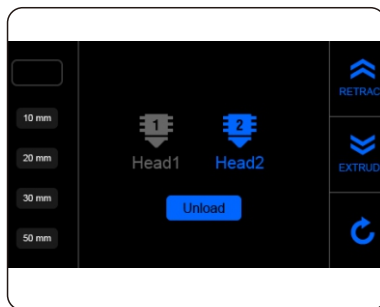 10 mm
20 mm
30 mm
50 mm
1
2
Head1
Head2
Unload
RETRAC
EXTRUD